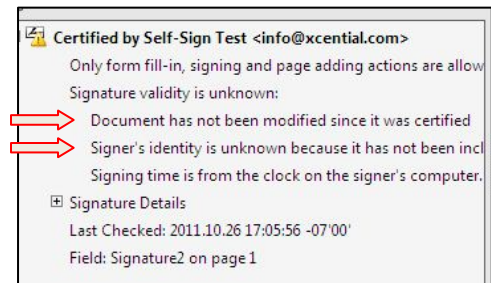 Certified by Self-Sign Test <info@xcential.com>
Only form fill-in, signing and page adding actions are allow
Signature validity is unknown:
Document has not been modified since it was certified
Signer's identity is unknown because it has not been incl
Signing time is from the clock on the signer's computer.
Signature Details
Last Checked: 2011.10.26 17:05:56 -07'00'
Field: Signature2 on page 1